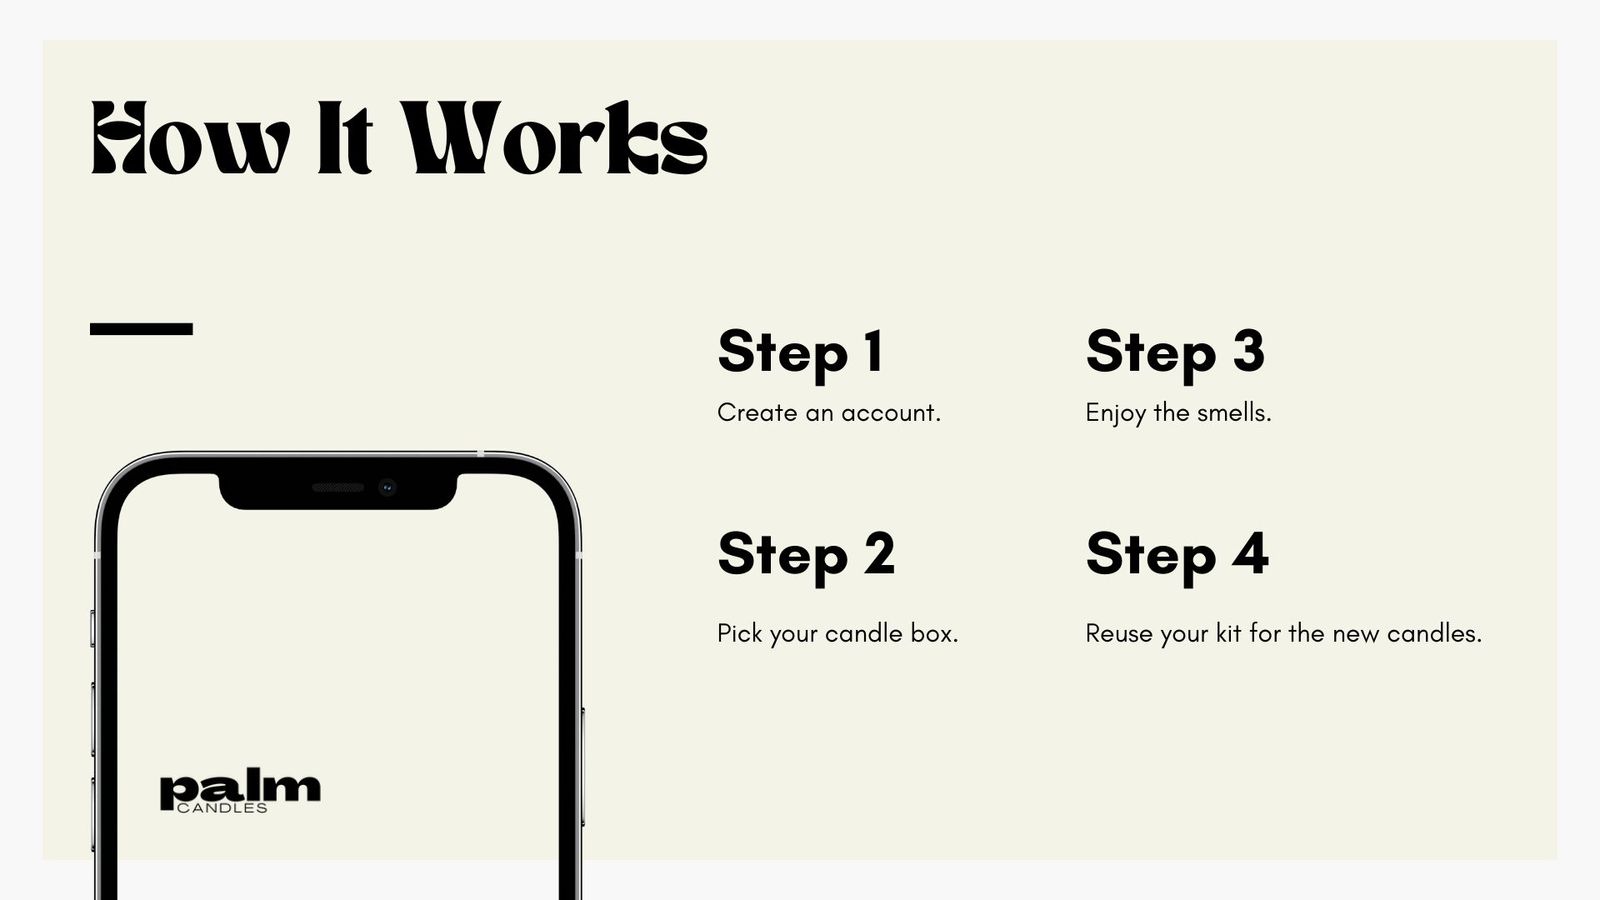 How It Works
Step 1
Create an account.
Step 2
Pick your candle box.
Step 3
Enjoy the smells.
Step 4
Reuse your kit for the new candles.
palm
CANDLES